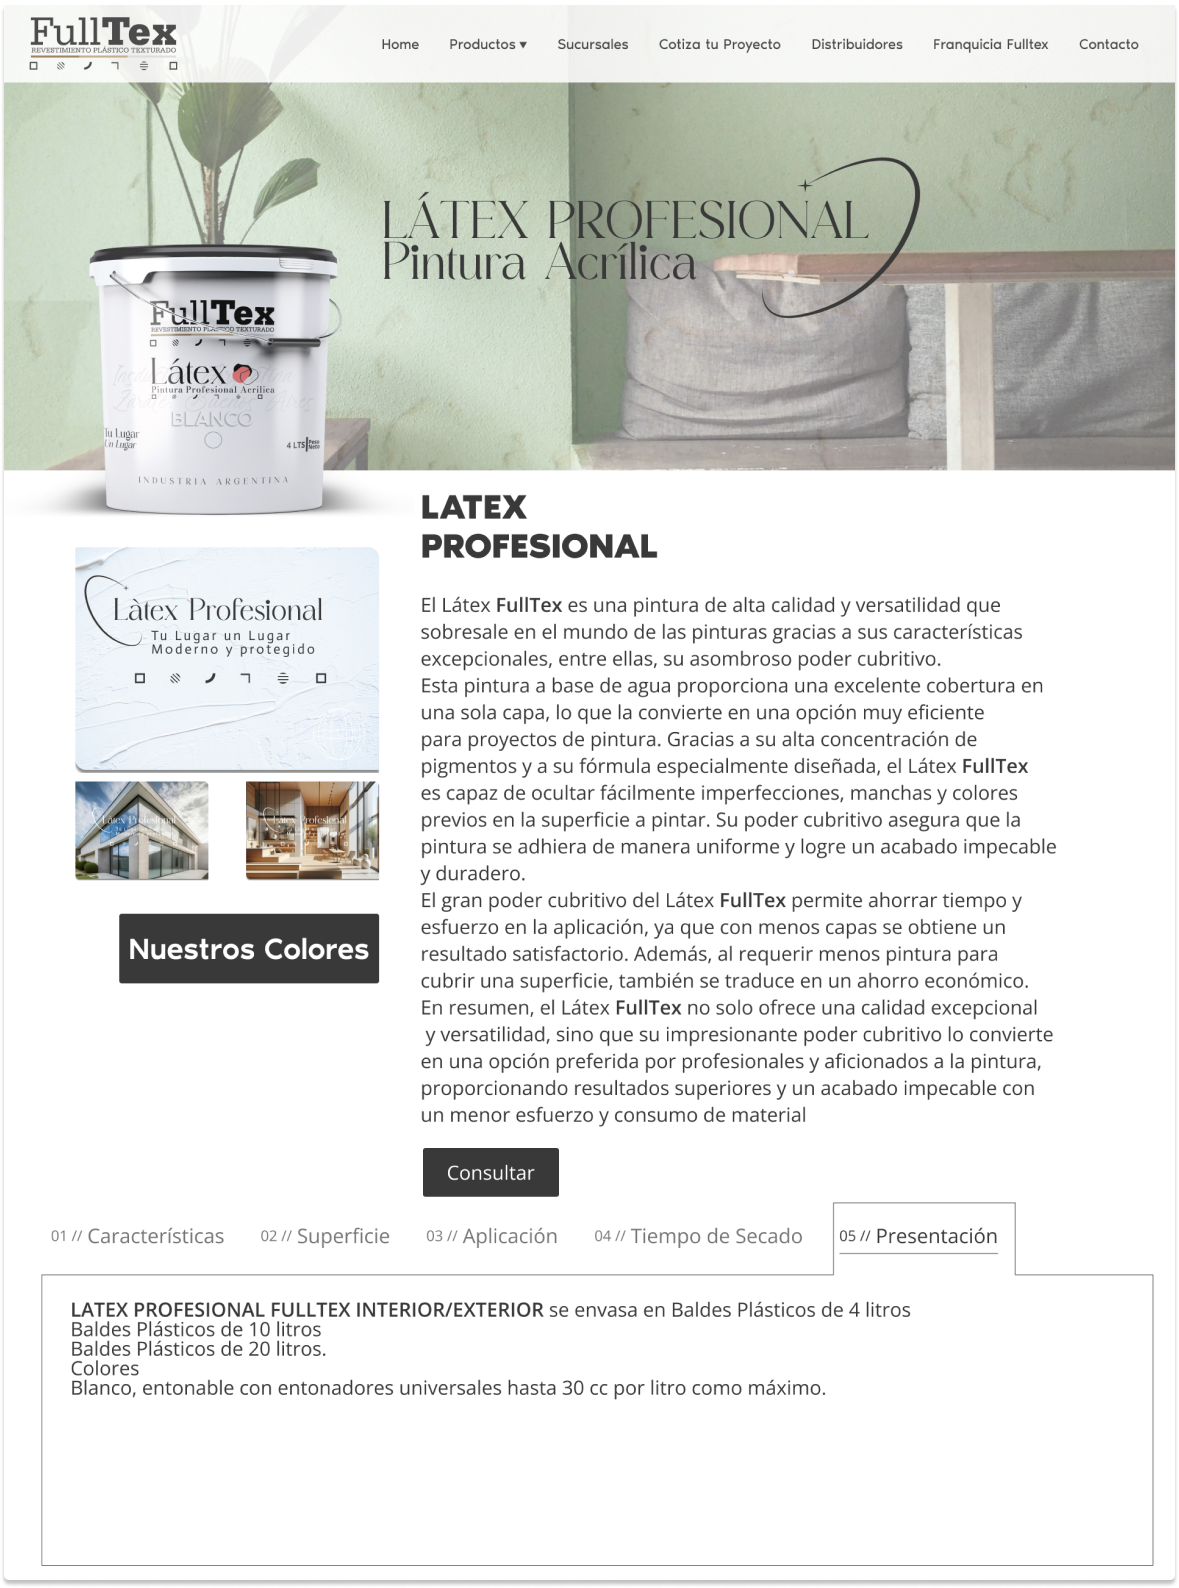 FullTex
REVESTIMIENTO PLÁSTICO TEXTURADO
Home Productos ▾ Sucursales Cotiza tu Proyecto Distribuidores Franquicia Fulltex Contacto
LÁTEX PROFESIONAL
Pintura Acrílica
FullTex
REVESTIMIENTO PLÁSTICO TEXTURADO
Látex
Pintura Profesional Acrílica
BLANCO
Tu Lugar
Un Lugar
4 LTS Peso Neto
INDUSTRIA ARGENTINA
LATEX
PROFESIONAL
Làtex Profesional
Tu Lugar un Lugar
Moderno y protegido
Látex Profesional
Látex Profesional
Nuestros Colores
El Látex FullTex es una pintura de alta calidad y versatilidad que
sobresale en el mundo de las pinturas gracias a sus características
excepcionales, entre ellas, su asombroso poder cubritivo.
Esta pintura a base de agua proporciona una excelente cobertura en
una sola capa, lo que la convierte en una opción muy eficiente
para proyectos de pintura. Gracias a su alta concentración de
pigmentos y a su fórmula especialmente diseñada, el Látex FullTex
es capaz de ocultar fácilmente imperfecciones, manchas y colores
previos en la superficie a pintar. Su poder cubritivo asegura que la
pintura se adhiera de manera uniforme y logre un acabado impecable
y duradero.
El gran poder cubritivo del Látex FullTex permite ahorrar tiempo y
esfuerzo en la aplicación, ya que con menos capas se obtiene un
resultado satisfactorio. Además, al requerir menos pintura para
cubrir una superficie, también se traduce en un ahorro económico.
En resumen, el Látex FullTex no solo ofrece una calidad excepcional
y versatilidad, sino que su impresionante poder cubritivo lo convierte
en una opción preferida por profesionales y aficionados a la pintura,
proporcionando resultados superiores y un acabado impecable con
un menor esfuerzo y consumo de material
Consultar
01 // Características 02 // Superficie 03 // Aplicación 04 // Tiempo de Secado 05 // Presentación
LATEX PROFESIONAL FULLTEX INTERIOR/EXTERIOR se envasa en Baldes Plásticos de 4 litros
Baldes Plásticos de 10 litros
Baldes Plásticos de 20 litros.
Colores
Blanco, entonable con entonadores universales hasta 30 cc por litro como máximo.